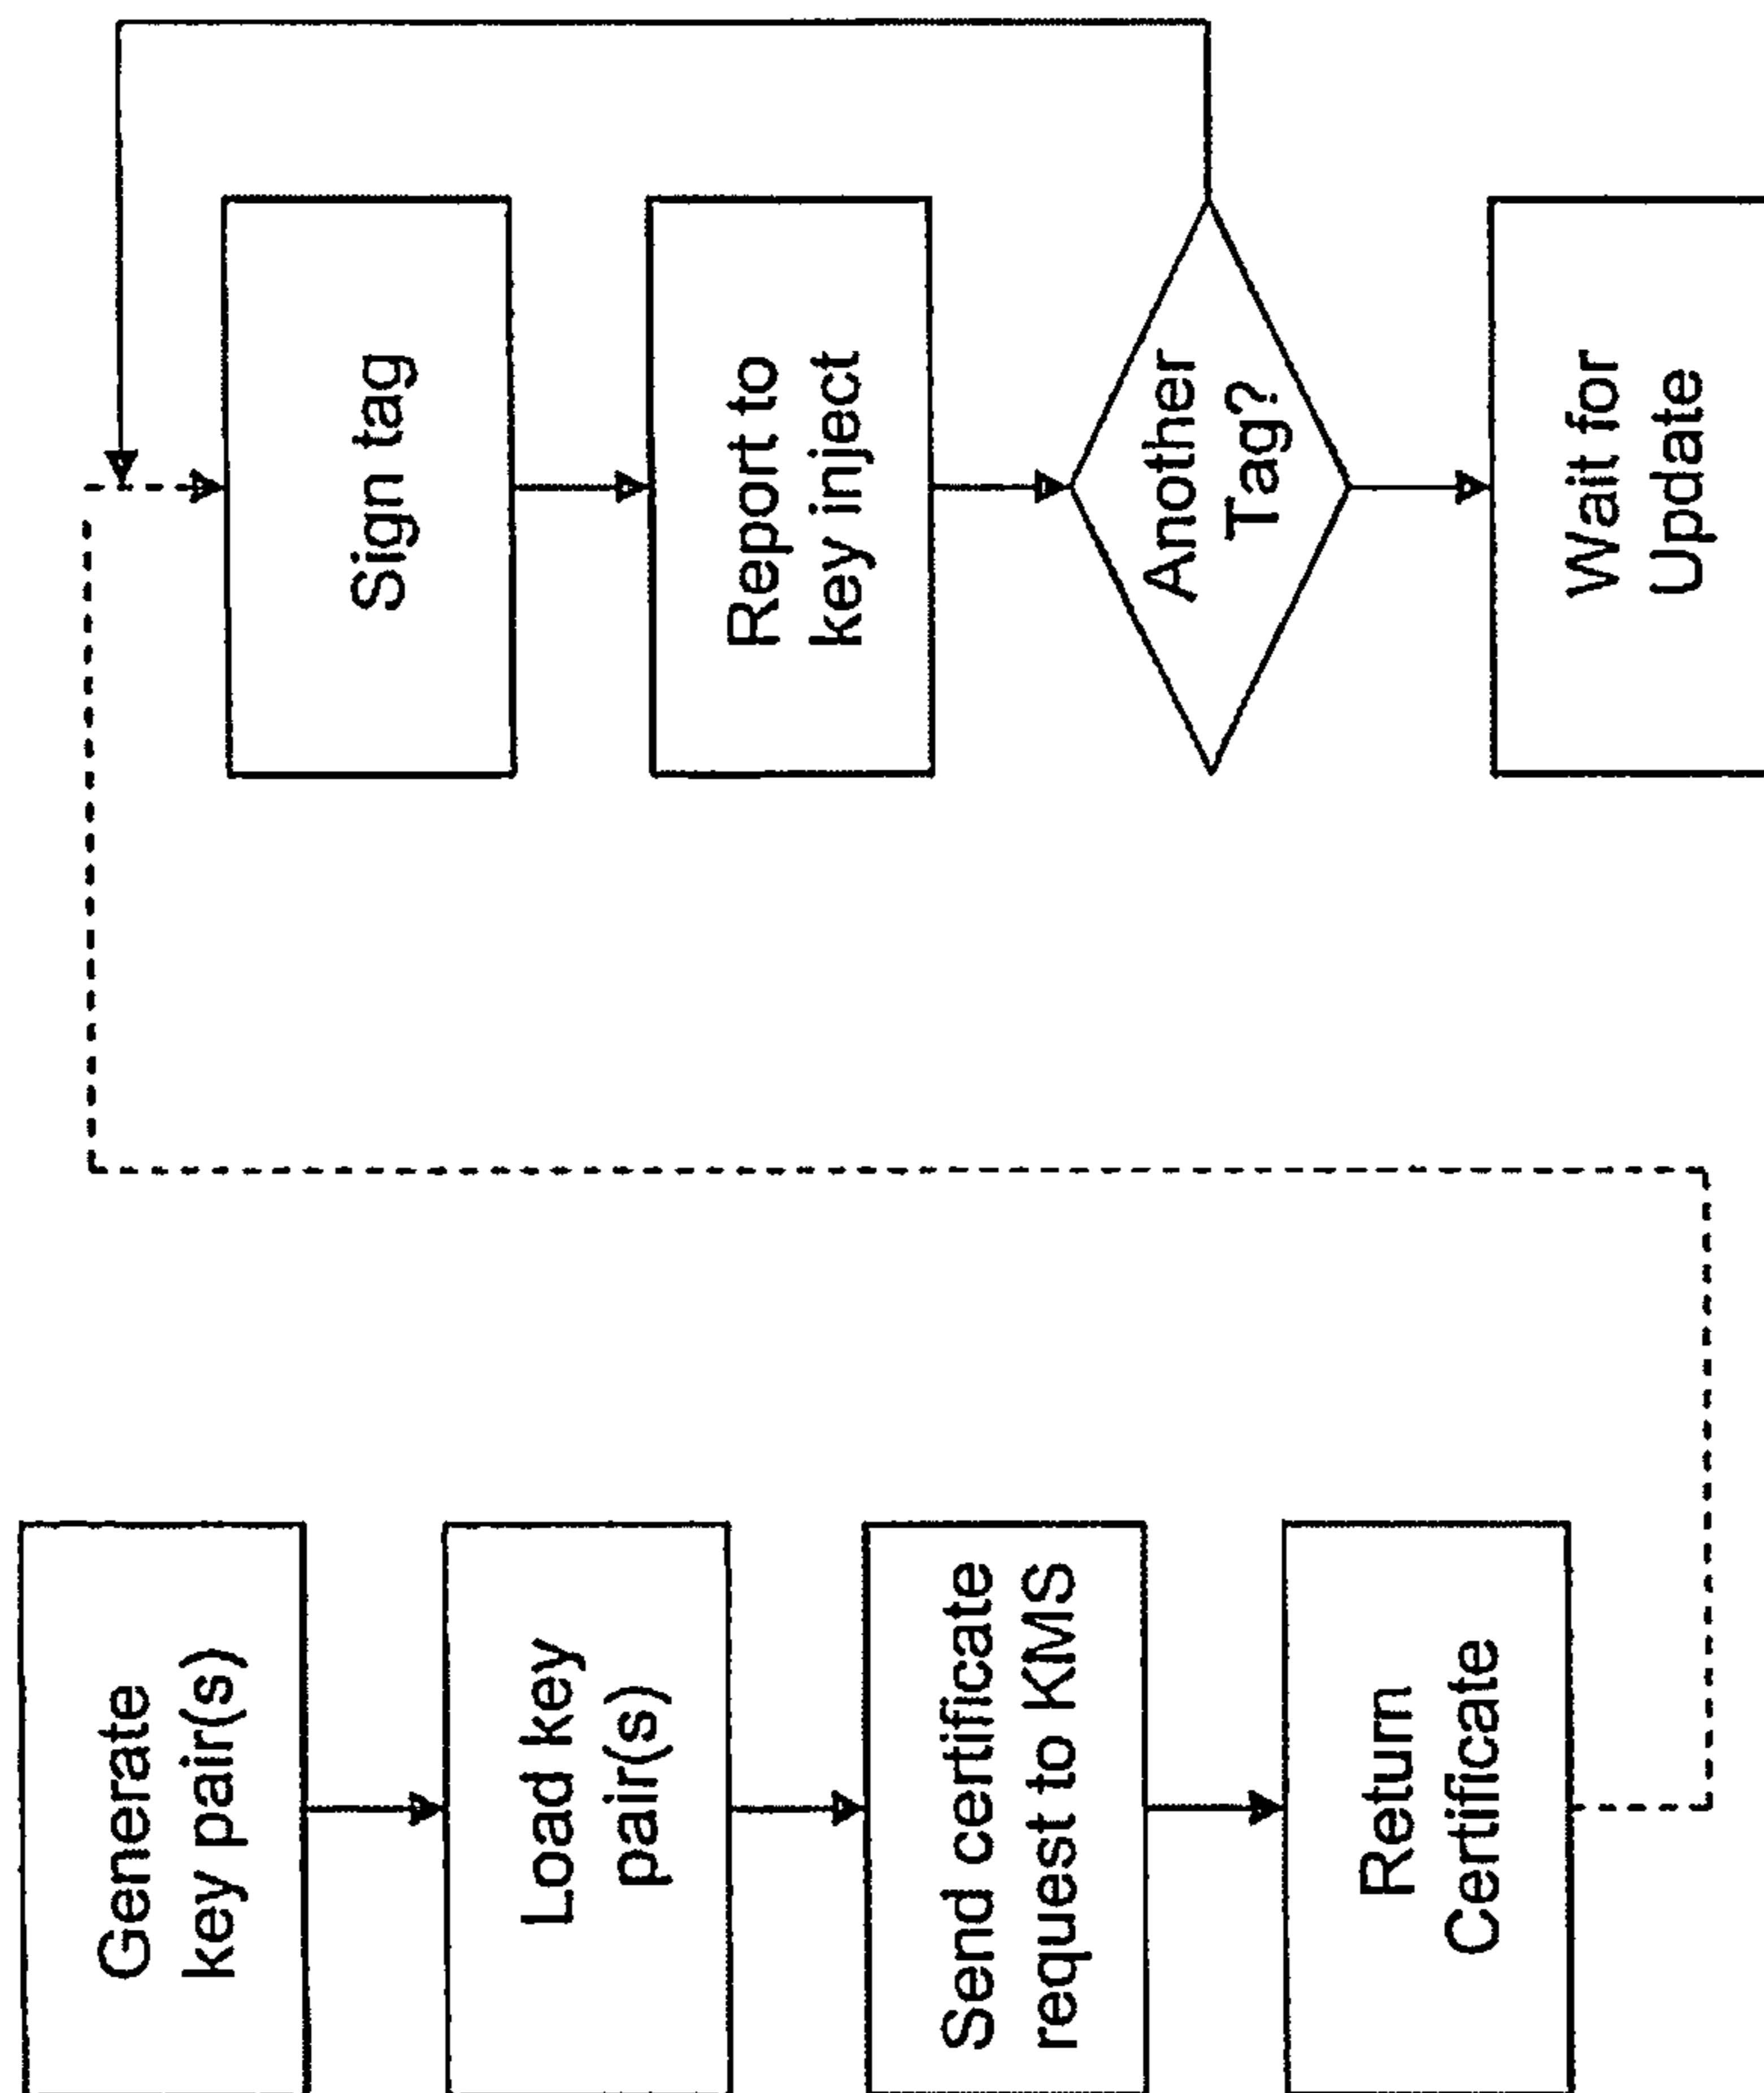 Generate
key pair(s)
Load key
pair(s)
Send certificate
request to KMS
Return
Certificate
Sign tag
Report to
key inject
Another
Tag?
Wait for
Update